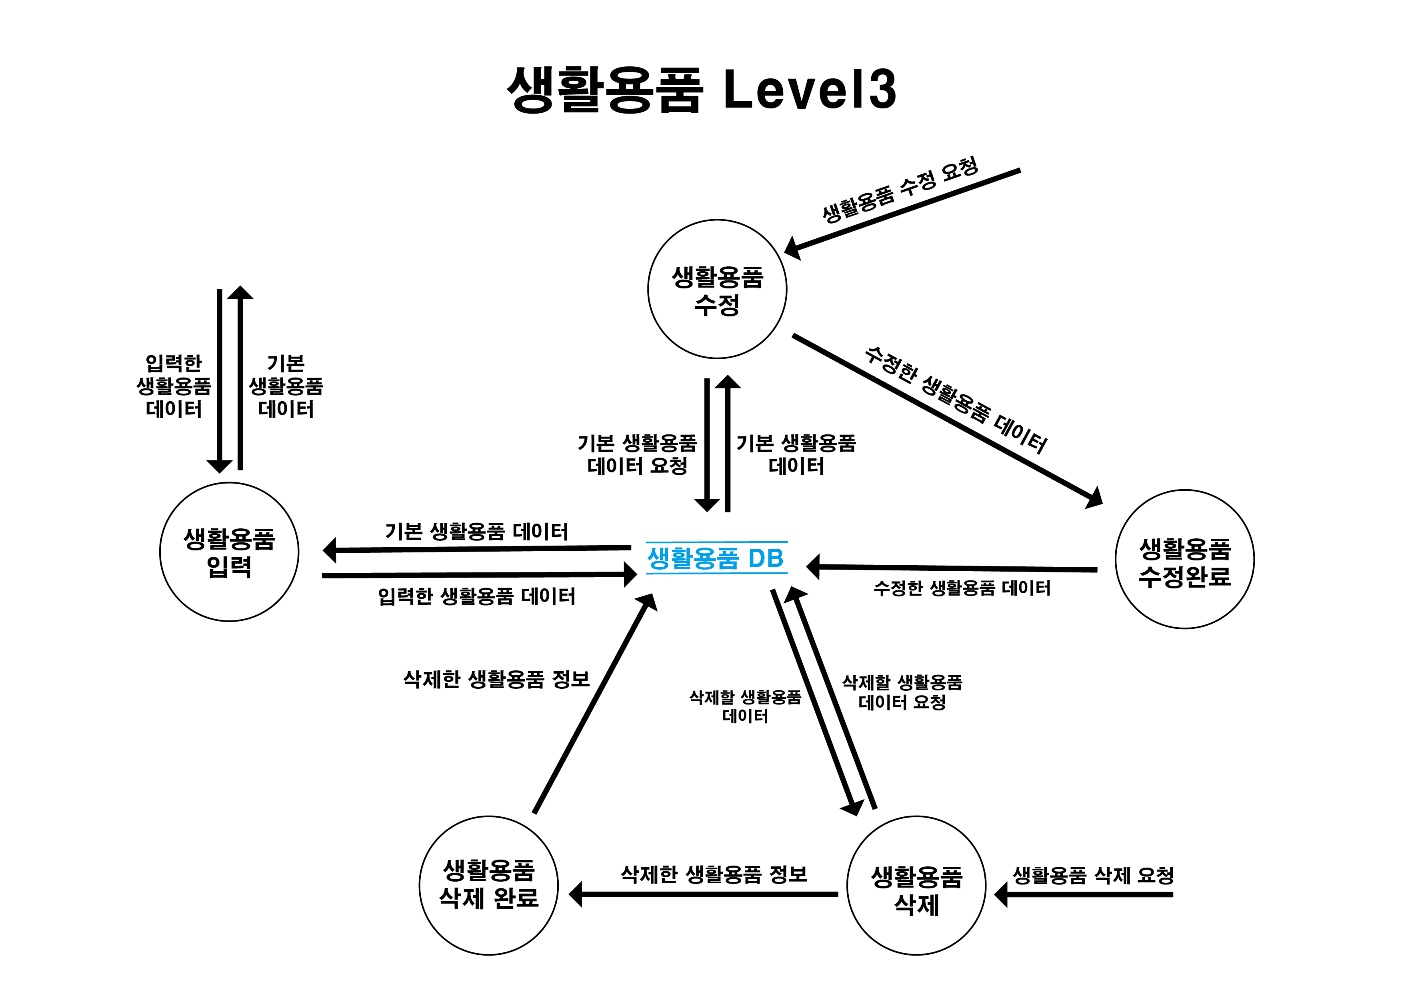 생활용품 Level3
생활용품 수정 요청
생활용품
수정
수정한 생활용품 데이터
입력한
생활용품
데이터
기본
생활용품
데이터
기본 생활용품
데이터 요청
기본 생활용품
데이터
생활용품
입력
기본 생활용품 데이터
입력한 생활용품 데이터
생활용품 DB
수정한 생활용품 데이터
생활용품
수정완료
삭제한 생활용품 정보
삭제할 생활용품
데이터
삭제할 생활용품
데이터 요청
생활용품
삭제 완료
삭제한 생활용품 정보
생활용품
삭제
생활용품 삭제 요청